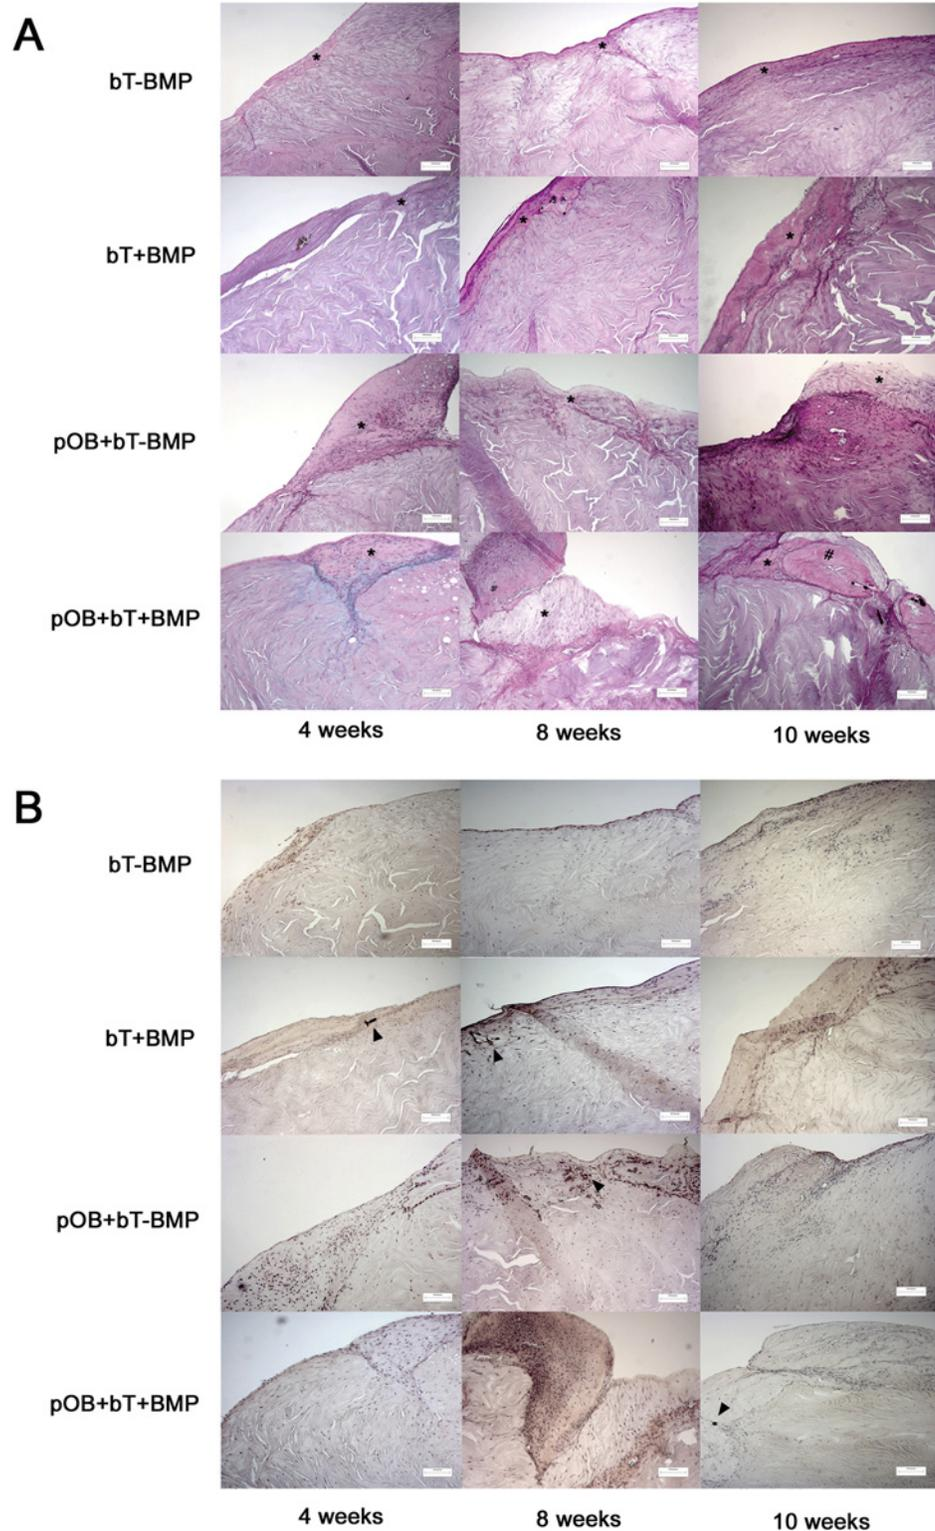 A
bT-BMP
bT+BMP
pOB+bT-BMP
pOB+bT+BMP
* * *
* * *
* * *
* * * #
4 weeks 8 weeks 10 weeks
B
bT-BMP
bT+BMP
pOB+bT-BMP
pOB+bT+BMP
4 weeks 8 weeks 10 weeks